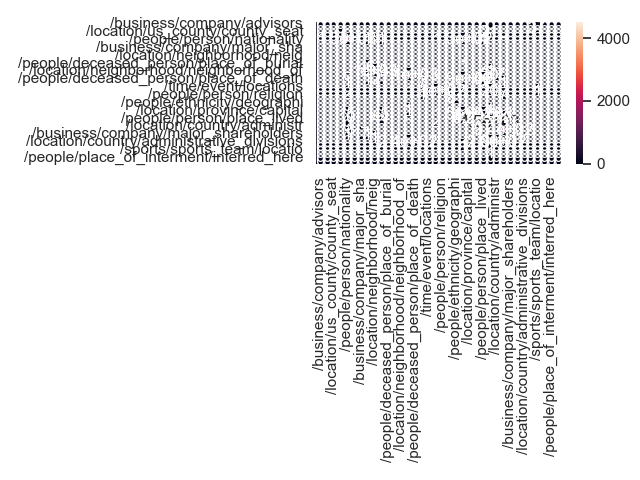 /business/company/advisors
/location/us_county/county_seat
/people/person/nationality
/business/company/major_sha
/location/neighborhood/neig
/people/deceased_person/place_of_burial
/location/neighborhood/neighborhood_of
/people/deceased_person/place_of_death
/time/event/locations
/people/person/religion
/people/ethnicity/geographi
/location/province/capital
/people/person/place_lived
/location/country/administr
/business/company/major_shareholders
/location/country/administrative_divisions
/sports/sports_team/locatio
/people/place_of_interment/interred_here
4000
2000
0
/business/company/advisors
/location/us_county/county_seat
/people/person/nationality
/business/company/major_sha
/location/neighborhood/neig
/people/deceased_person/place_of_burial
/location/neighborhood/neighborhood_of
/people/deceased_person/place_of_death
/time/event/locations
/people/person/religion
/people/ethnicity/geographi
/location/province/capital
/people/person/place_lived
/location/country/administr
/business/company/major_shareholders
/location/country/administrative_divisions
/sports/sports_team/locatio
/people/place_of_interment/interred_here